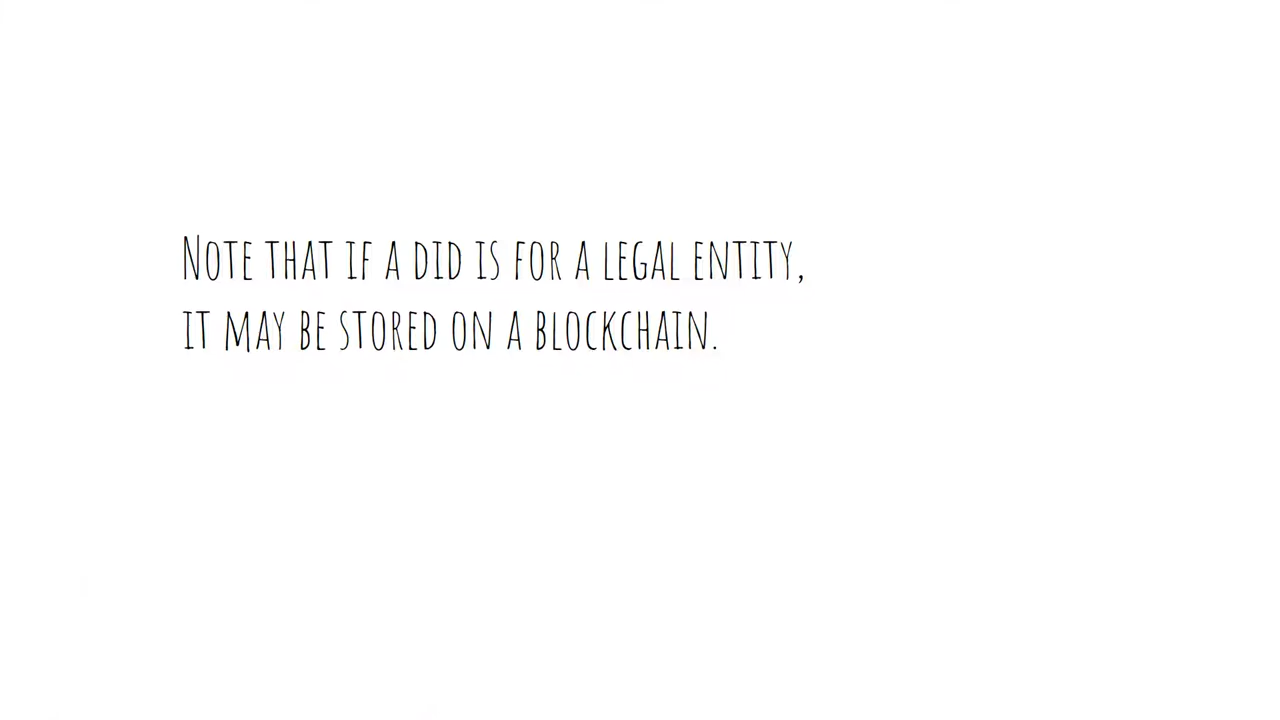 Note that if a DID is for a legal entity,
it may be stored on a blockchain.